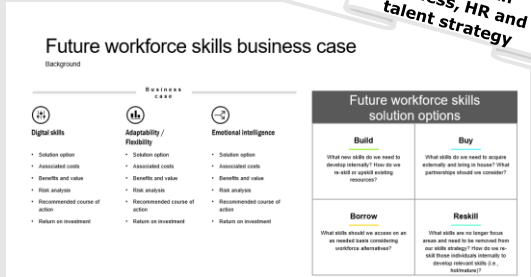 ess, HR and
talent strategy
Future workforce skills business case
Background
Business
case
Digital skills
• Solution option
• Associated costs
• Benefits and value
• Risk analysis
• Recommended course of
action
• Return on investment
Adaptability /
Flexibility
• Solution option
• Associated costs
• Benefits and value
• Risk analysis
• Recommended course of
action
• Return on investment
Emotional intelligence
• Solution option
• Associated costs
• Benefits and value
• Risk analysis
• Recommended course of
action
• Return on investment
Future workforce skills
solution options
Build
What new skills do we need to
develop internally? How do we
re-skill or upskill existing
resources?
Buy
What skills do we need to acquire
externally and bring in house? What
partnerships should we consider?
Borrow
What skills should we access on an
as needed basis considering
workforce alternatives?
Reskill
What skills are no longer focus
areas and need to be removed from
our skills strategy? How do we re-
skill those individuals internally to
develop relevant skills (i.e.,
hot/mature)?